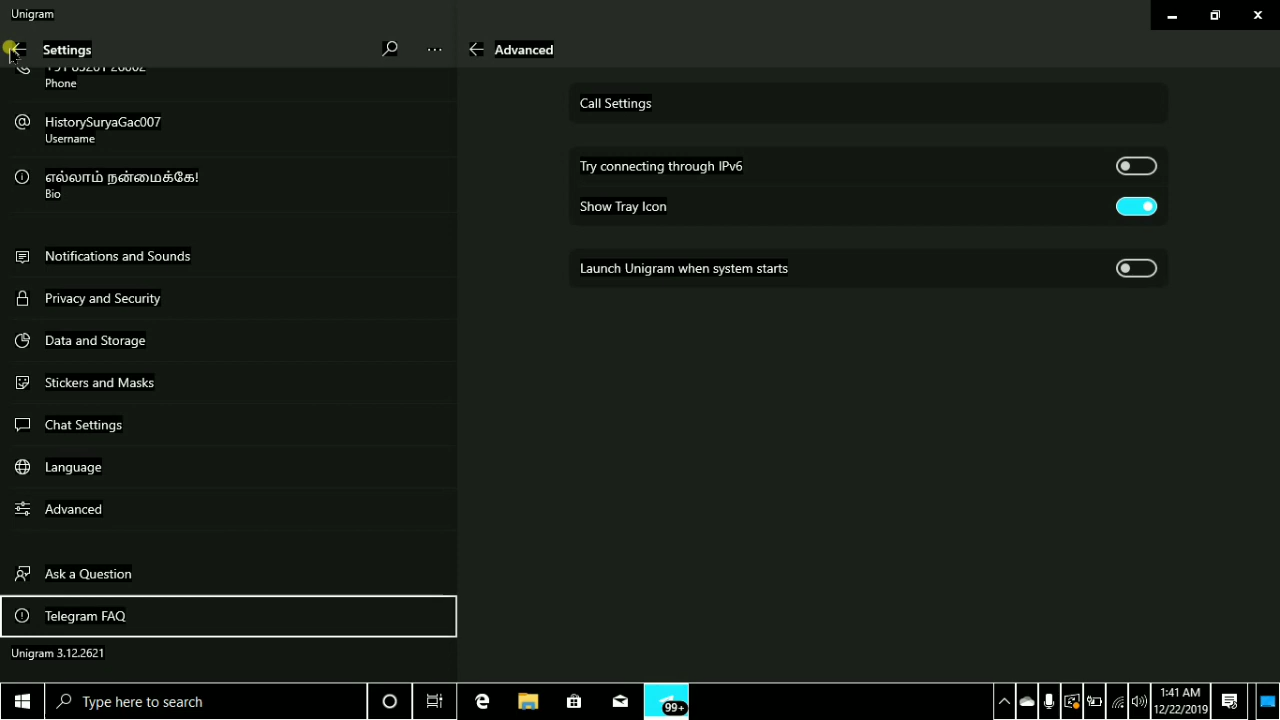 Unigram
Settings
Phone
HistorySuryaGac007
Username
எல்லாம் நன்மைக்கே!
Bio
Notifications and Sounds
Privacy and Security
Data and Storage
Stickers and Masks
Chat Settings
Language
Advanced
Ask a Question
Telegram FAQ
Unigram 3.12.2621
Advanced
Call Settings
Try connecting through IPv6
Show Tray Icon
Launch Unigram when system starts
Type here to search
99+
1:41 AM
12/22/2019